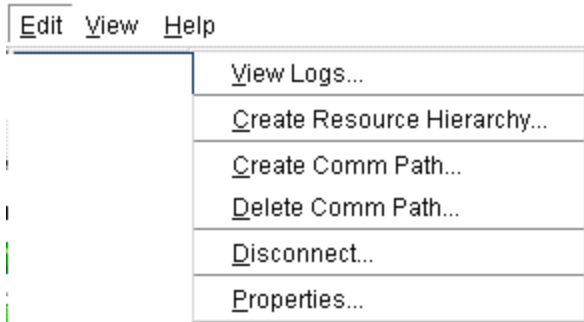 Edit View Help
View Logs...
Create Resource Hierarchy...
Create Comm Path...
Delete Comm Path...
Disconnect...
Properties...